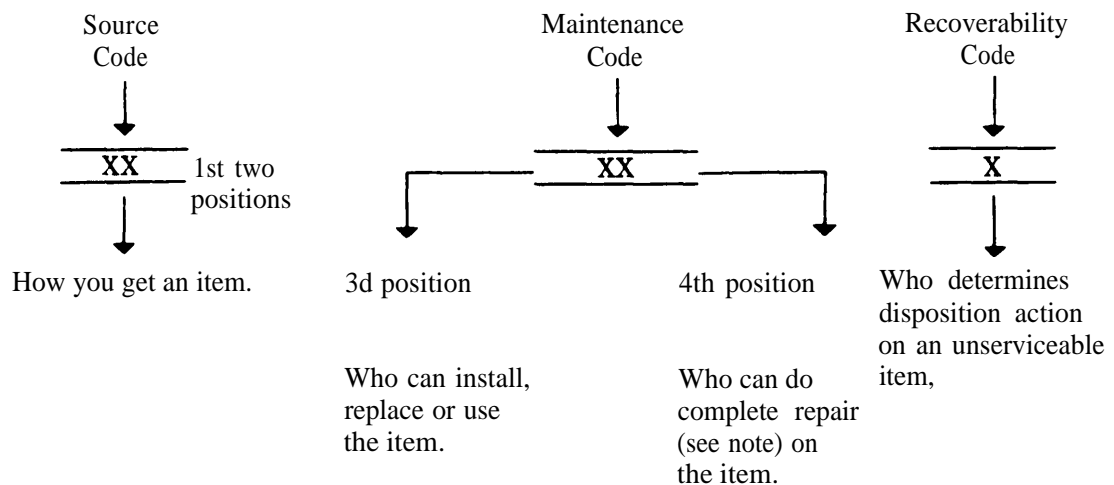 Source
Code
XX
1st two
positions
How you get an item.
Maintenance
Code
XX
3d position
Who can install,
replace or use
the item.
4th position
Who can do
complete repair
(see note) on
the item.
Recoverability
Code
X
Who determines
disposition action
on an unserviceable
item,